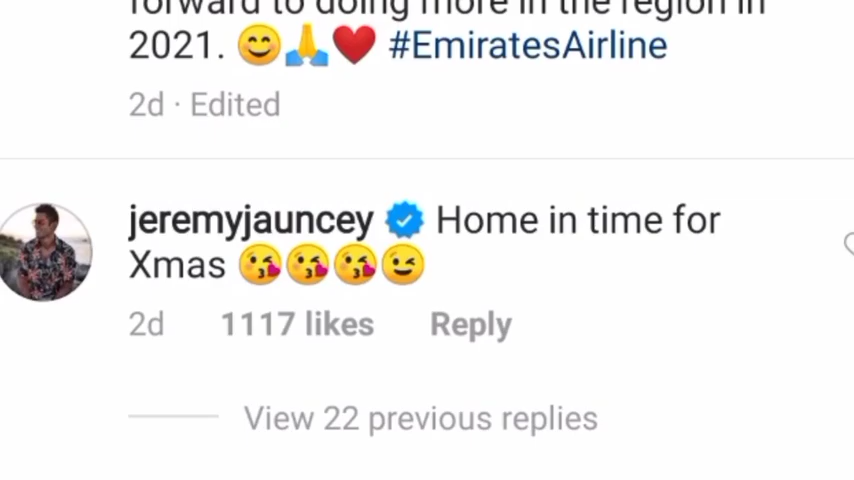 forward to doing more in the region in
2021. 😊🙏❤️ #EmiratesAirline
2d · Edited
jeremyjauncey Home in time for
Xmas 😘😘😘😉
2d 1117 likes Reply
View 22 previous replies